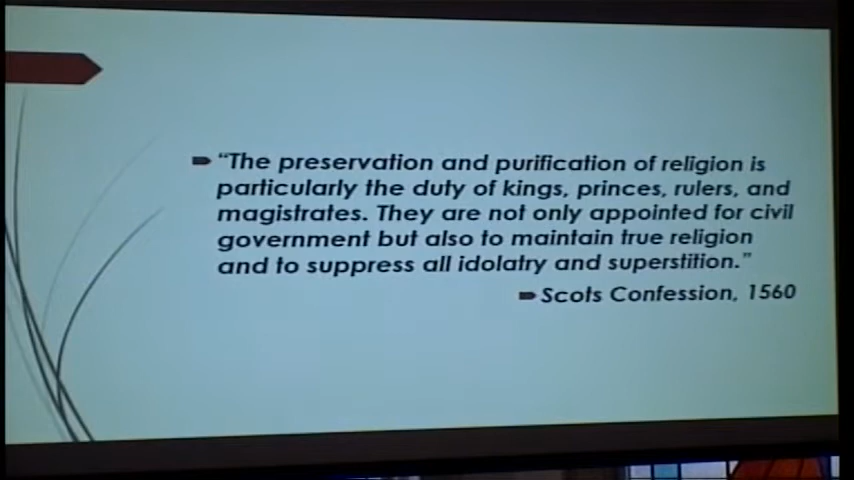 “The preservation and purification of religion is
particularly the duty of kings, princes, rulers, and
magistrates. They are not only appointed for civil
government but also to maintain true religion
and to suppress all idolatry and superstition.”
Scots Confession, 1560